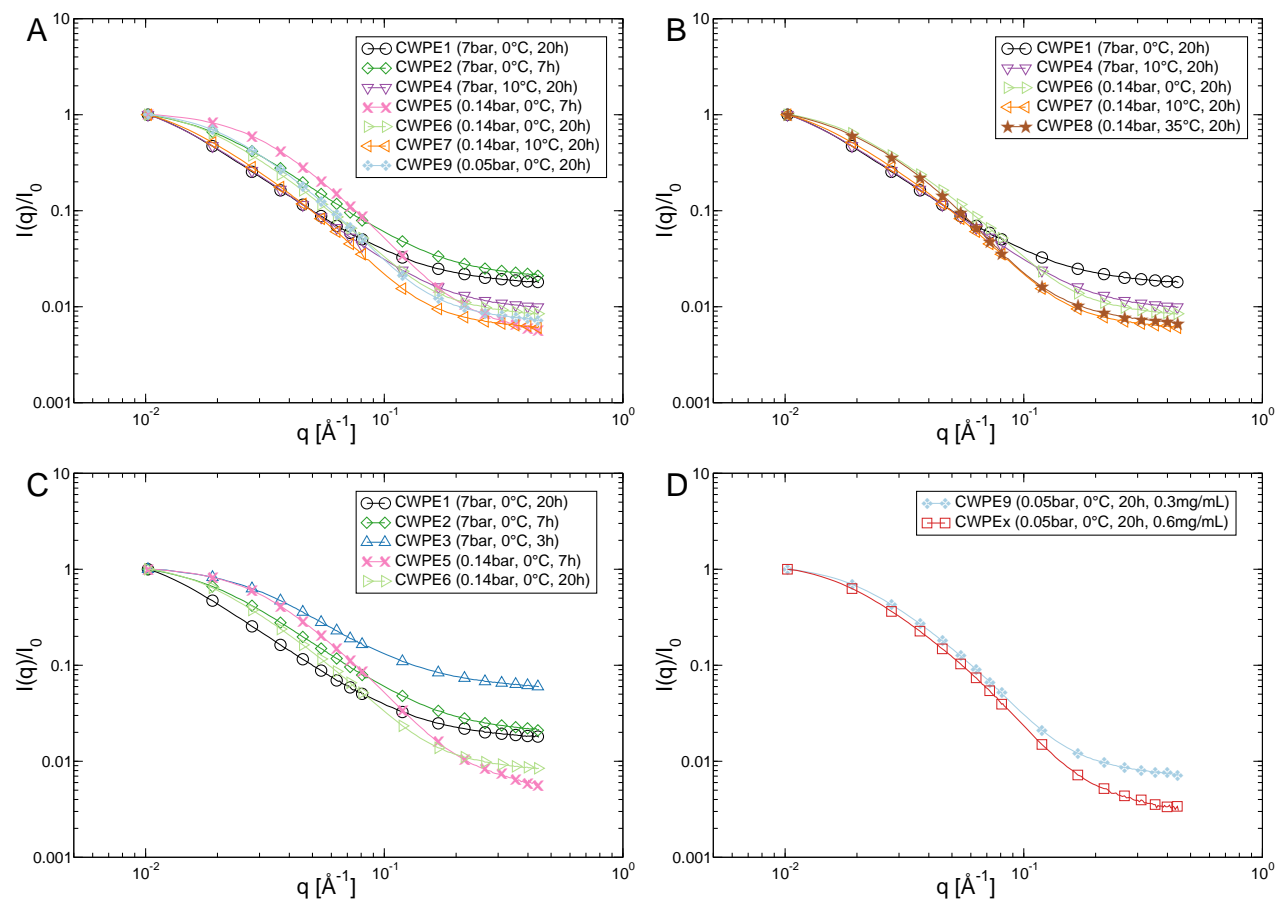 A
CWPE1 (7bar, 0°C, 20h)
CWPE2 (7bar, 0°C, 7h)
CWPE4 (7bar, 10°C, 20h)
CWPE5 (0.14bar, 0°C, 7h)
CWPE6 (0.14bar, 0°C, 20h)
CWPE7 (0.14bar, 10°C, 20h)
CWPE9 (0.05bar, 0°C, 20h)
10
1
0.1
0.01
0.001
I(q)/I₀
10⁻²
10⁻¹
10⁰
q [Å⁻¹]
B
CWPE1 (7bar, 0°C, 20h)
CWPE4 (7bar, 10°C, 20h)
CWPE6 (0.14bar, 0°C, 20h)
CWPE7 (0.14bar, 10°C, 20h)
CWPE8 (0.14bar, 35°C, 20h)
10
1
0.1
0.01
0.001
I(q)/I₀
10⁻²
10⁻¹
10⁰
q [Å⁻¹]
C
CWPE1 (7bar, 0°C, 20h)
CWPE2 (7bar, 0°C, 7h)
CWPE3 (7bar, 0°C, 3h)
CWPE5 (0.14bar, 0°C, 7h)
CWPE6 (0.14bar, 0°C, 20h)
10
1
0.1
0.01
0.001
I(q)/I₀
10⁻²
10⁻¹
10⁰
q [Å⁻¹]
D
CWPE9 (0.05bar, 0°C, 20h, 0.3mg/mL)
CWPEx (0.05bar, 0°C, 20h, 0.6mg/mL)
10
1
0.1
0.01
0.001
I(q)/I₀
10⁻²
10⁻¹
10⁰
q [Å⁻¹]